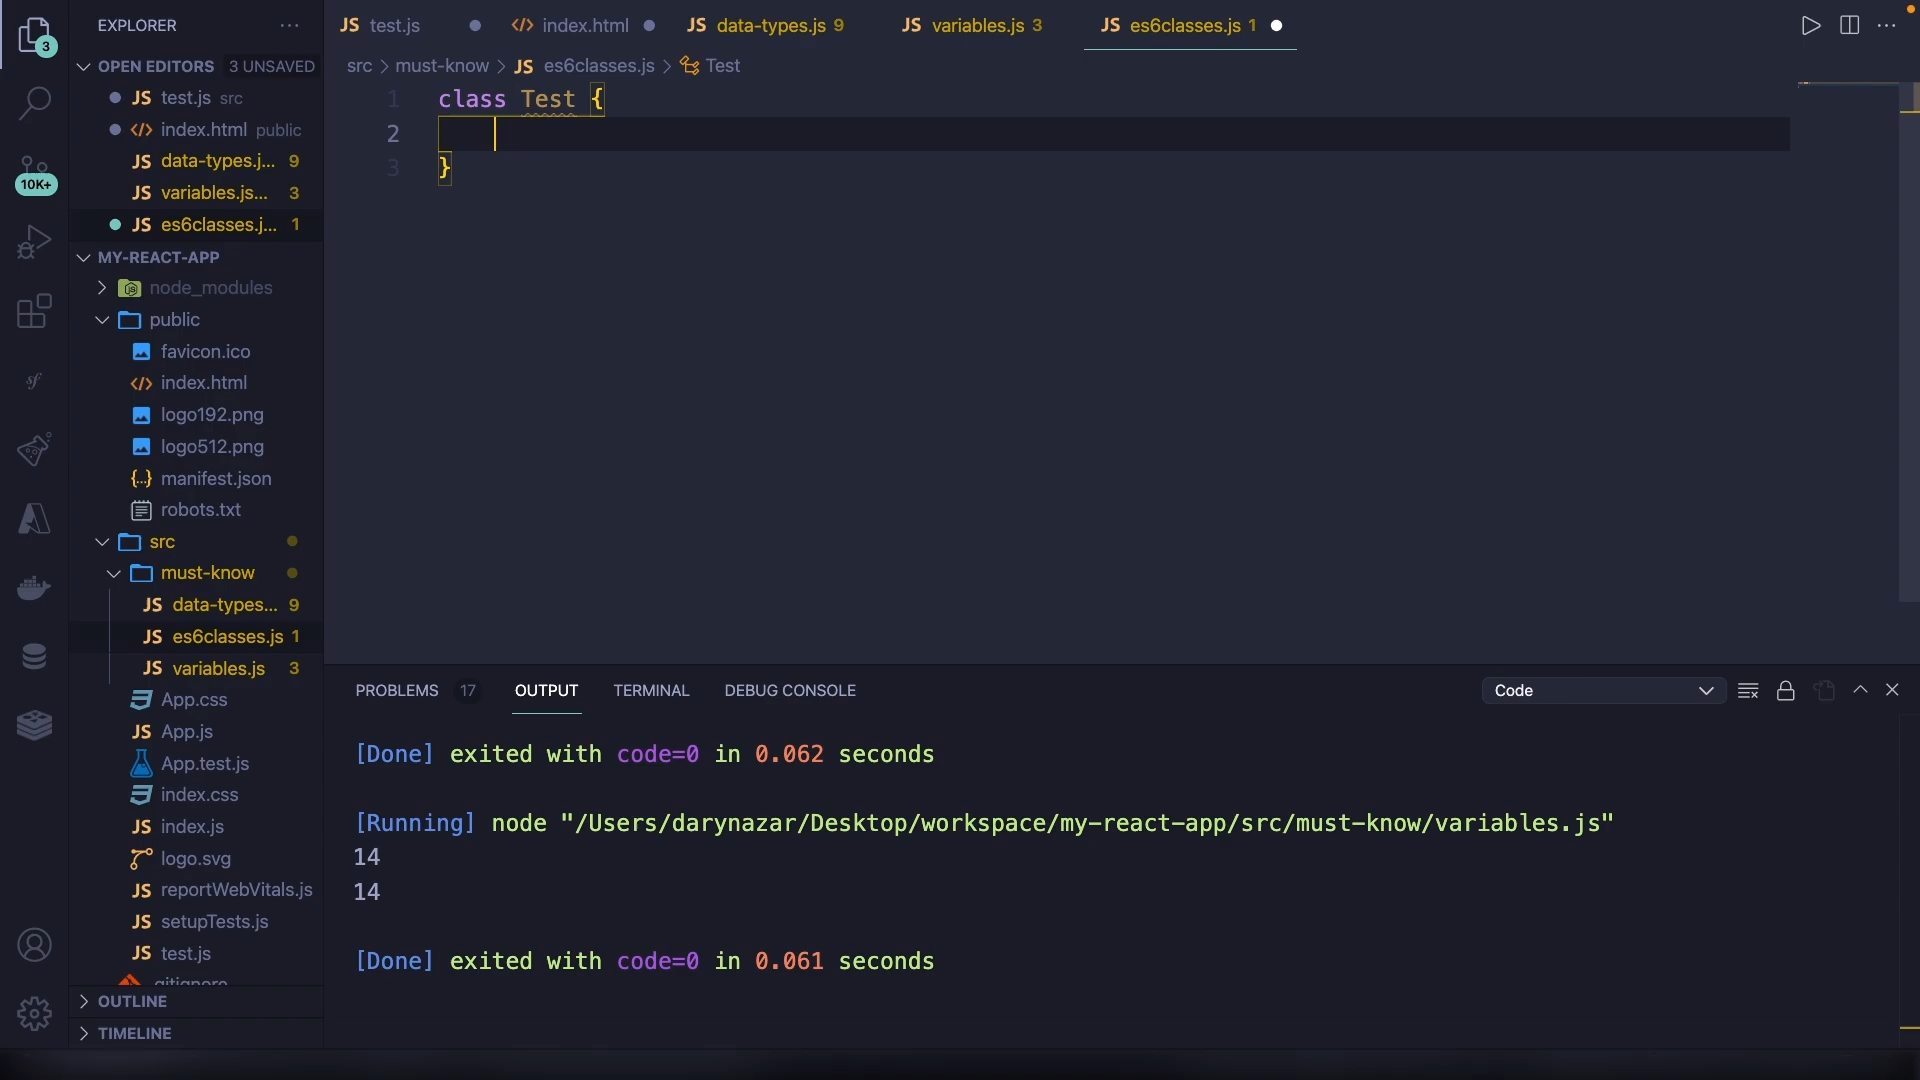 EXPLORER
OPEN EDITORS 3 UNSAVED
JS test.js src
</> index.html public
JS data-types.j... 9
JS variables.js... 3
JS es6classes.j... 1
MY-REACT-APP
node_modules
public
favicon.ico
</> index.html
logo192.png
logo512.png
{...} manifest.json
robots.txt
src
must-know
JS data-types... 9
JS es6classes.js 1
JS variables.js 3
App.css
JS App.js
App.test.js
index.css
JS index.js
logo.svg
JS reportWebVitals.js
JS setupTests.js
JS test.js
.gitignore
OUTLINE
TIMELINE
3
10K+
JS test.js
</> index.html
JS data-types.js 9
JS variables.js 3
JS es6classes.js 1
src > must-know > JS es6classes.js > Test
1 class Test {
2
3 }
PROBLEMS 17 OUTPUT TERMINAL DEBUG CONSOLE
Code
[Done] exited with code=0 in 0.062 seconds
[Running] node "/Users/darynazar/Desktop/workspace/my-react-app/src/must-know/variables.js"
14
14
[Done] exited with code=0 in 0.061 seconds